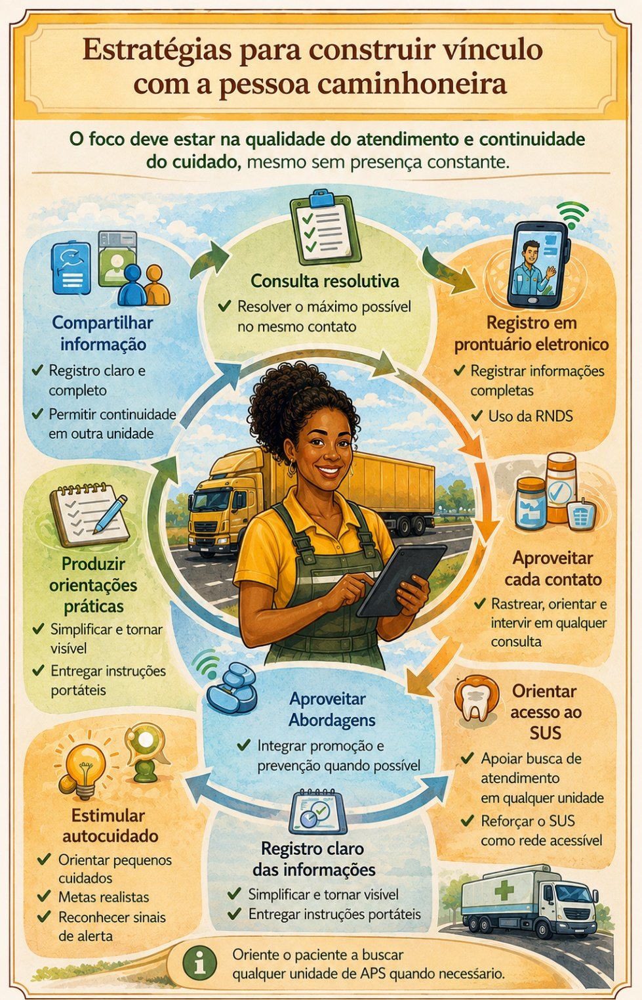 Estratégias para construir vínculo
com a pessoa caminhoneira
O foco deve estar na qualidade do atendimento e continuidade
do cuidado, mesmo sem presença constante.
Consulta resolutiva
Resolver o máximo possível
no mesmo contato
Registro em
prontuário eletronico
Registrar informações
completas
Uso da RNDS
Aproveitar
cada contato
Rastrear, orientar e
intervir em qualquer
consulta
Orientar
acesso ao
SUS
Apoiar busca de
atendimento
em qualquer unidade
Reforçar o SUS
como rede acessível
Aproveitar
Abordagens
Integrar promoção e
prevenção quando possível
Registro claro
das informações
Simplificar e tornar visível
Entregar instruções portáteis
Estimular
autocuidado
Orientar pequenos
cuidados
Metas realistas
Reconhecer sinais
de alerta
Produzir
orientações
práticas
Simplificar e tornar
visível
Entregar instruções
portáteis
Compartilhar
informação
Registro claro e
completo
Permitir continuidade
em outra unidade
Oriente o paciente a buscar
qualquer unidade de APS quando necessario.